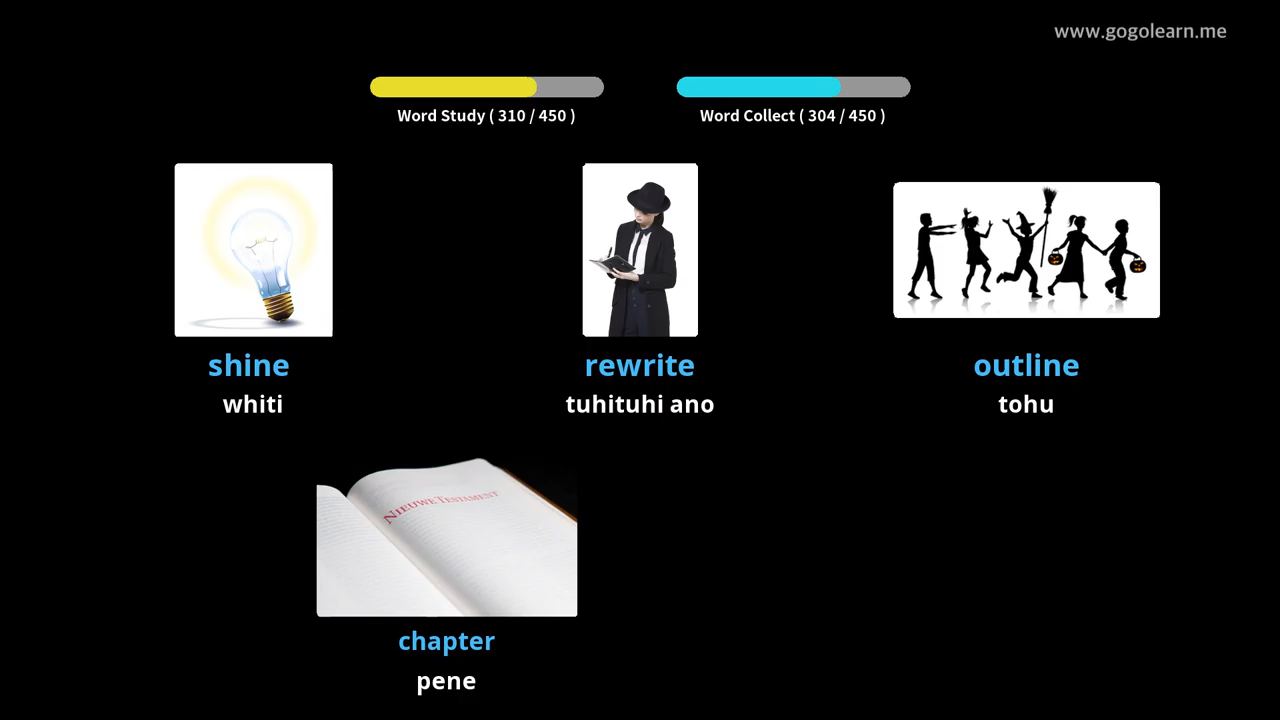 www.gogolearn.me
Word Study ( 310 / 450 )
Word Collect ( 304 / 450 )
shine
whiti
rewrite
tuhituhi ano
outline
tohu
NIEUWE TESTAMENT
chapter
pene